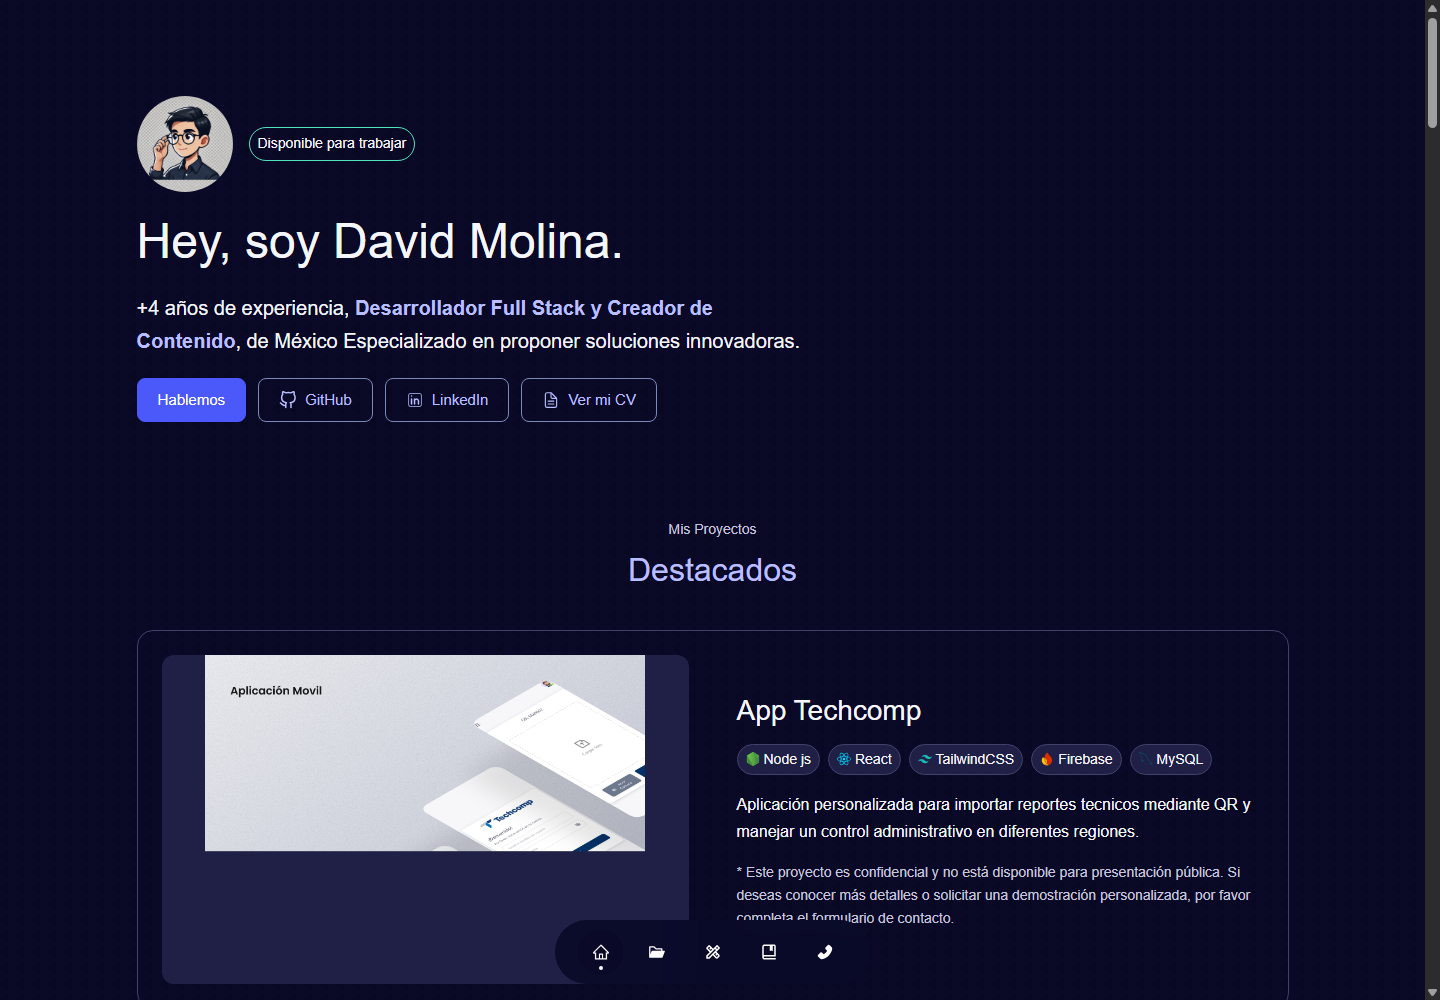 Disponible para trabajar
Hey, soy David Molina.
+4 años de experiencia, Desarrollador Full Stack y Creador de
Contenido, de México Especializado en proponer soluciones innovadoras.
Hablemos
GitHub
LinkedIn
Ver mi CV
Mis Proyectos
Destacados
Aplicación Movil
Techcomp
App Techcomp
Node js
React
TailwindCSS
Firebase
MySQL
Aplicación personalizada para importar reportes tecnicos mediante QR y
manejar un control administrativo en diferentes regiones.
* Este proyecto es confidencial y no está disponible para presentación pública. Si
deseas conocer más detalles o solicitar una demostración personalizada, por favor
completa el formulario de contacto.